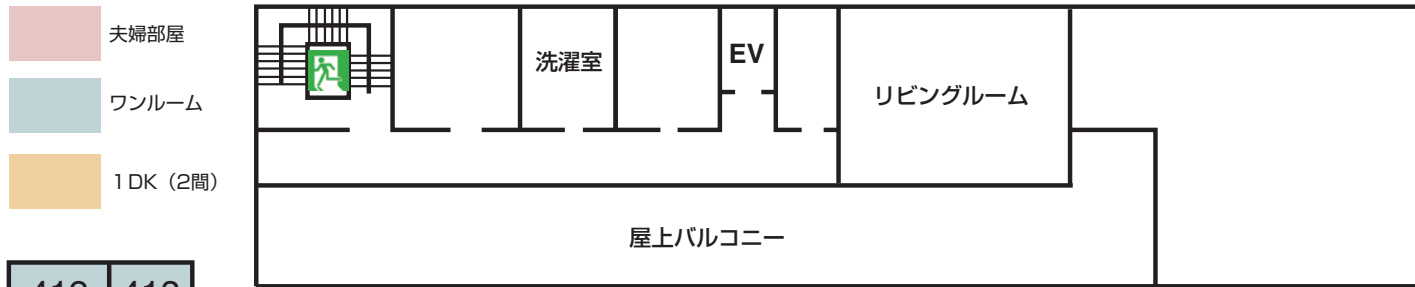 夫婦部屋
ワンルーム
1DK（2間）
洗濯室
EV
リビングルーム
屋上バルコニー